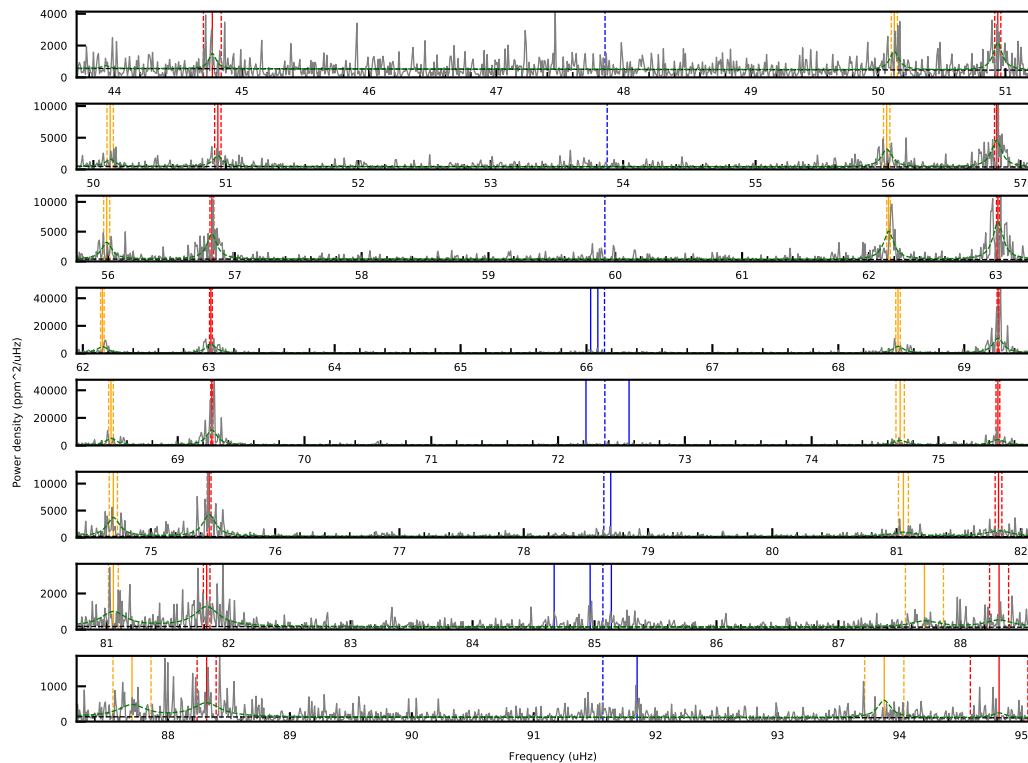 4000
2000
0
44 45 46 47 48 49 50 51
10000
5000
0
50 51 52 53 54 55 56 57
10000
5000
0
56 57 58 59 60 61 62 63
40000
20000
0
62 63 64 65 66 67 68 69
40000
20000
0
69 70 71 72 73 74 75
10000
5000
0
75 76 77 78 79 80 81 82
2000
0
81 82 83 84 85 86 87 88
1000
0
88 89 90 91 92 93 94 95
Power density (ppm^2/uHz)
Frequency (uHz)